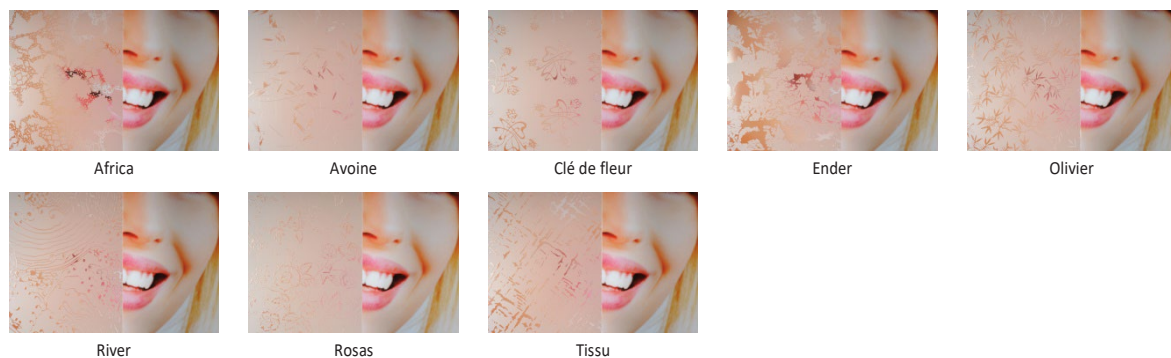 Africa
Avoine
Clé de fleur
Ender
Olivier
River
Rosas
Tissu